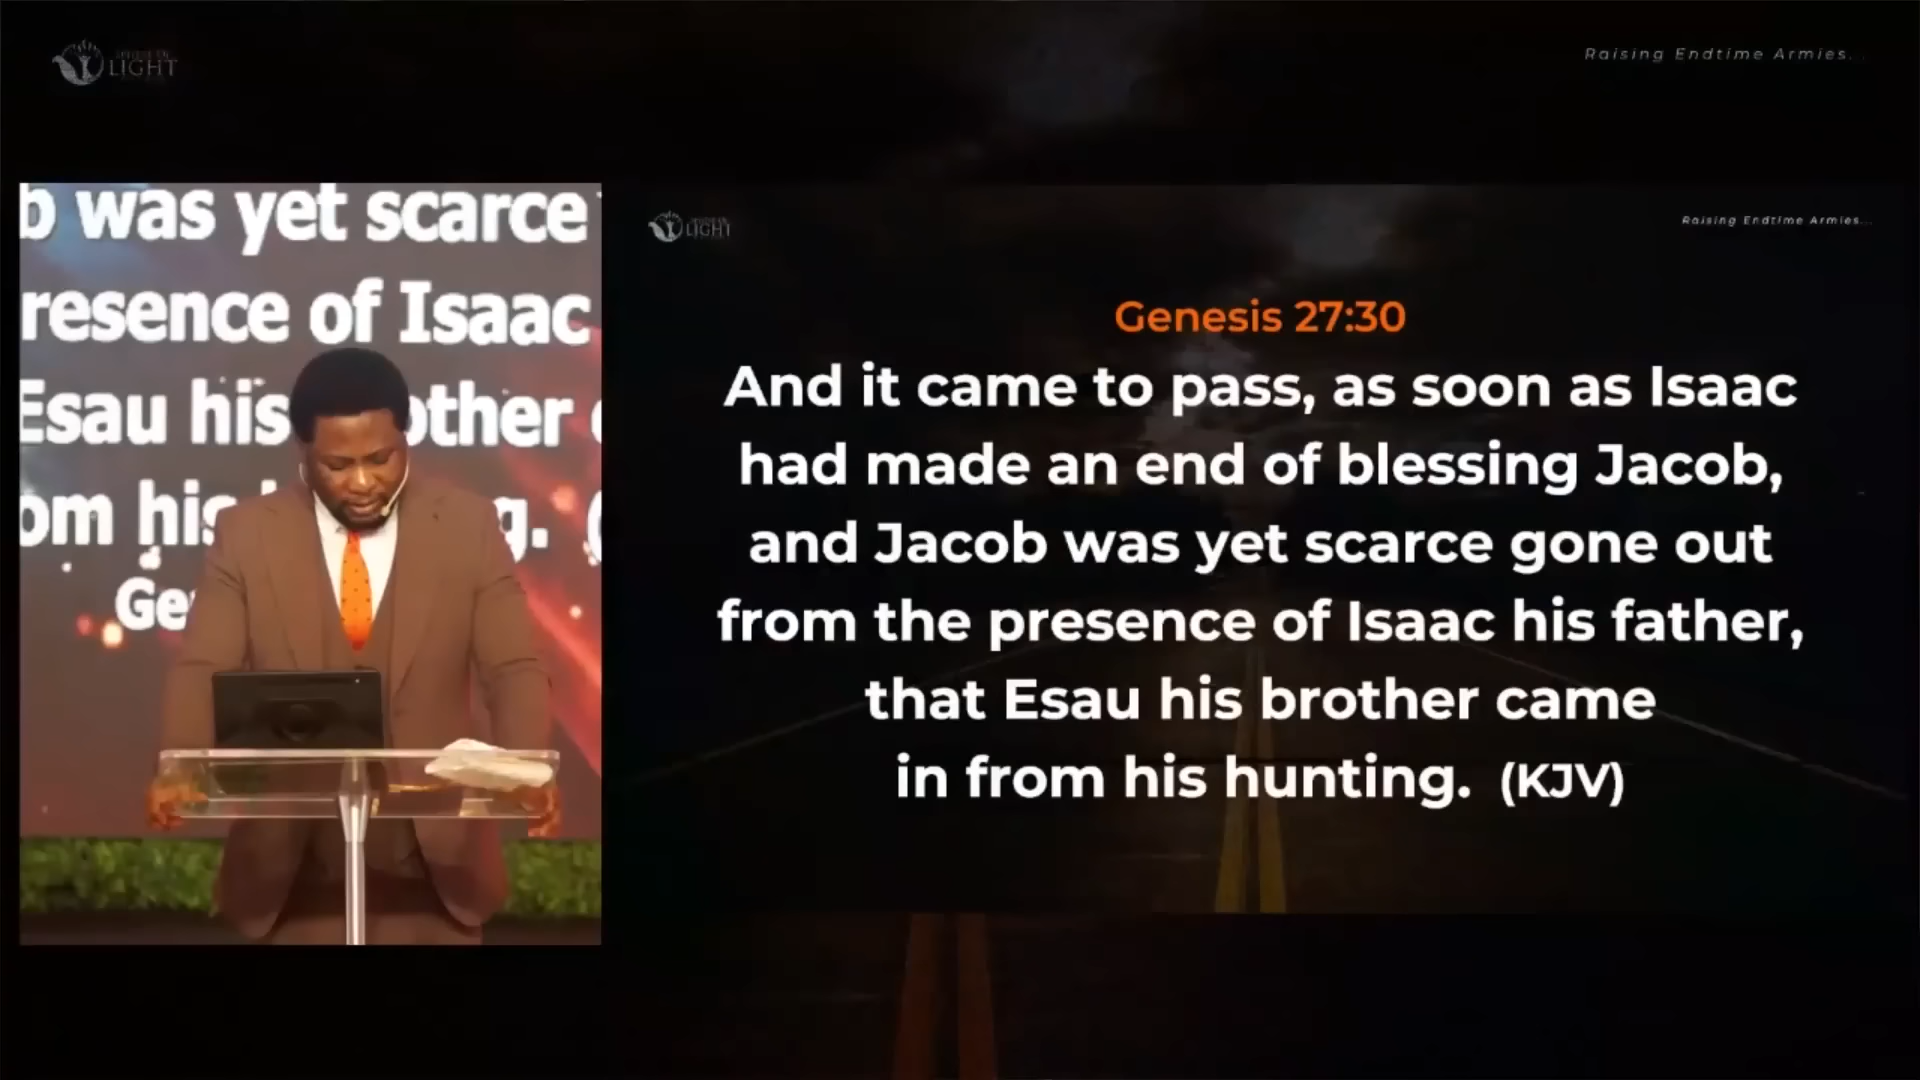 LIGHT
Raising Endtime Armies...
b was yet scarce
resence of Isaac
Esau his other
om his g. (
Ge
LIGHT
Raising Endtime Armies...
Genesis 27:30
And it came to pass, as soon as Isaac
had made an end of blessing Jacob,
and Jacob was yet scarce gone out
from the presence of Isaac his father,
that Esau his brother came
in from his hunting. (KJV)